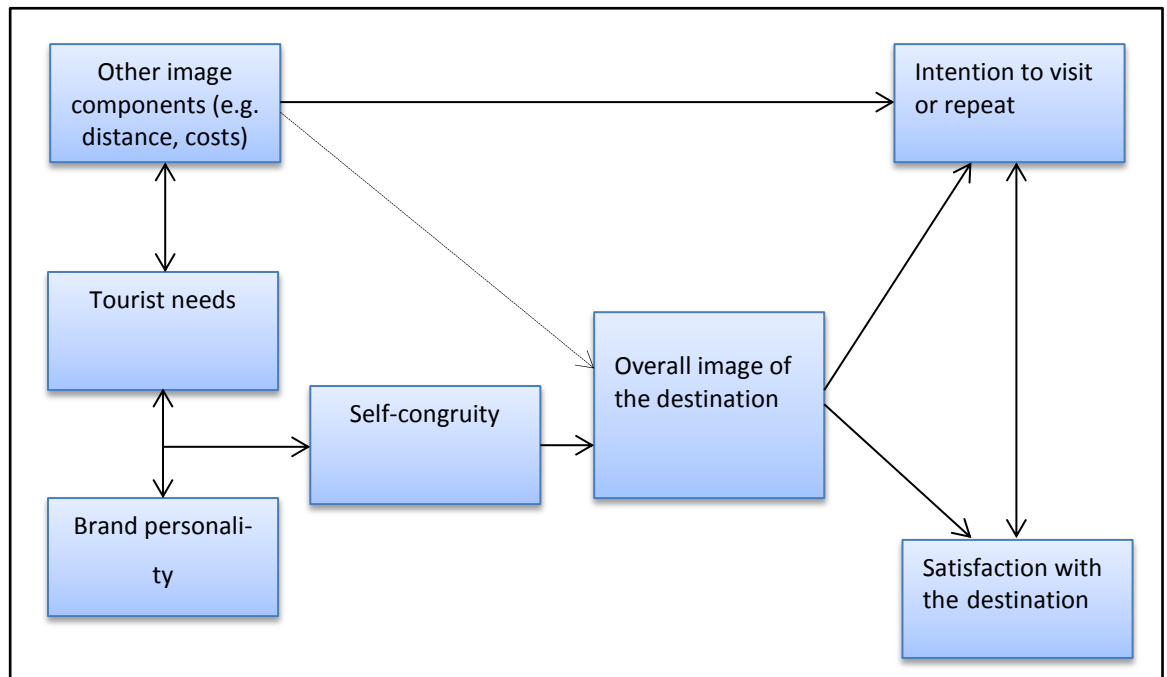 Other image
components (e.g.
distance, costs)
Intention to visit
or repeat
Tourist needs
Overall image of
the destination
Self-congruity
Brand personali-
ty
Satisfaction with
the destination